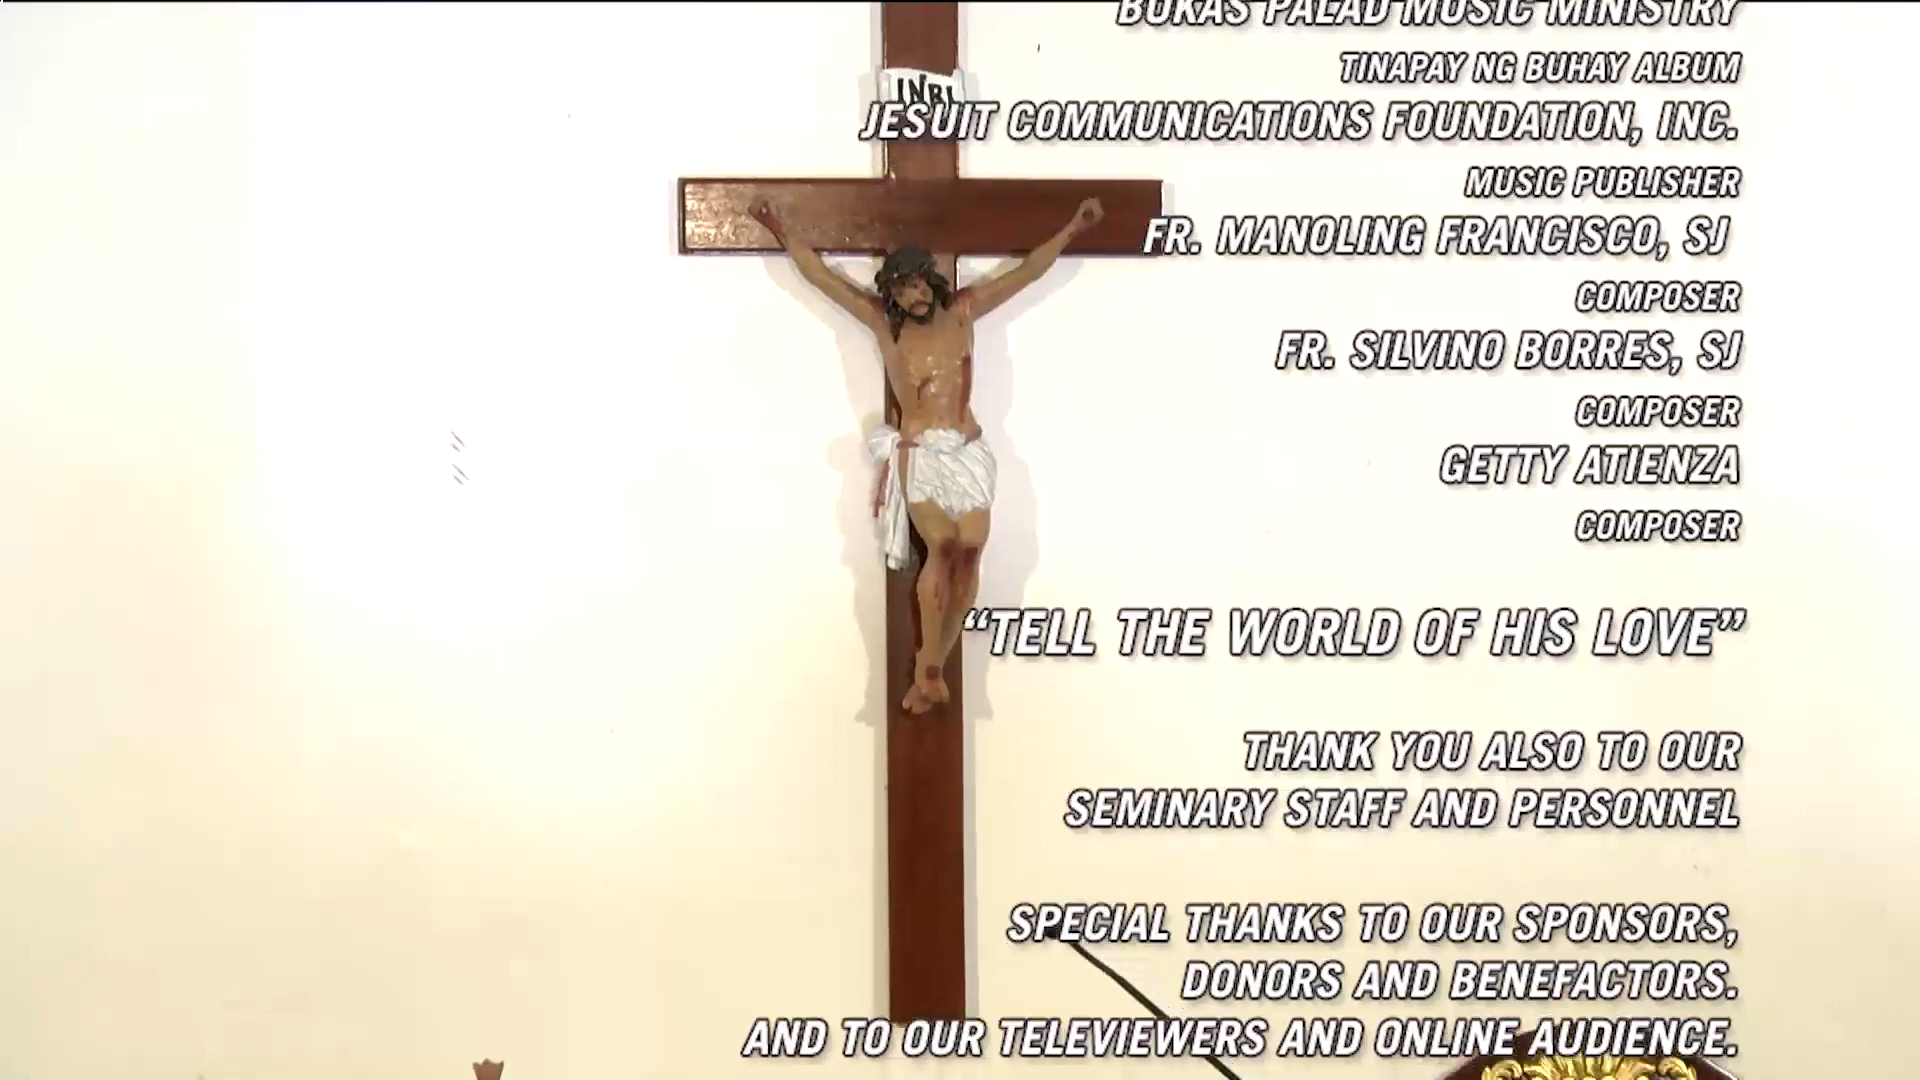 BUKAS PALAD MUSIC MINISTRY
TINAPAY NG BUHAY ALBUM
INRI
JESUIT COMMUNICATIONS FOUNDATION, INC.
MUSIC PUBLISHER
FR. MANOLING FRANCISCO, SJ
COMPOSER
FR. SILVINO BORRES, SJ
COMPOSER
GETTY ATIENZA
COMPOSER
“TELL THE WORLD OF HIS LOVE”
THANK YOU ALSO TO OUR
SEMINARY STAFF AND PERSONNEL
SPECIAL THANKS TO OUR SPONSORS,
DONORS AND BENEFACTORS.
AND TO OUR TELEVIEWERS AND ONLINE AUDIENCE.